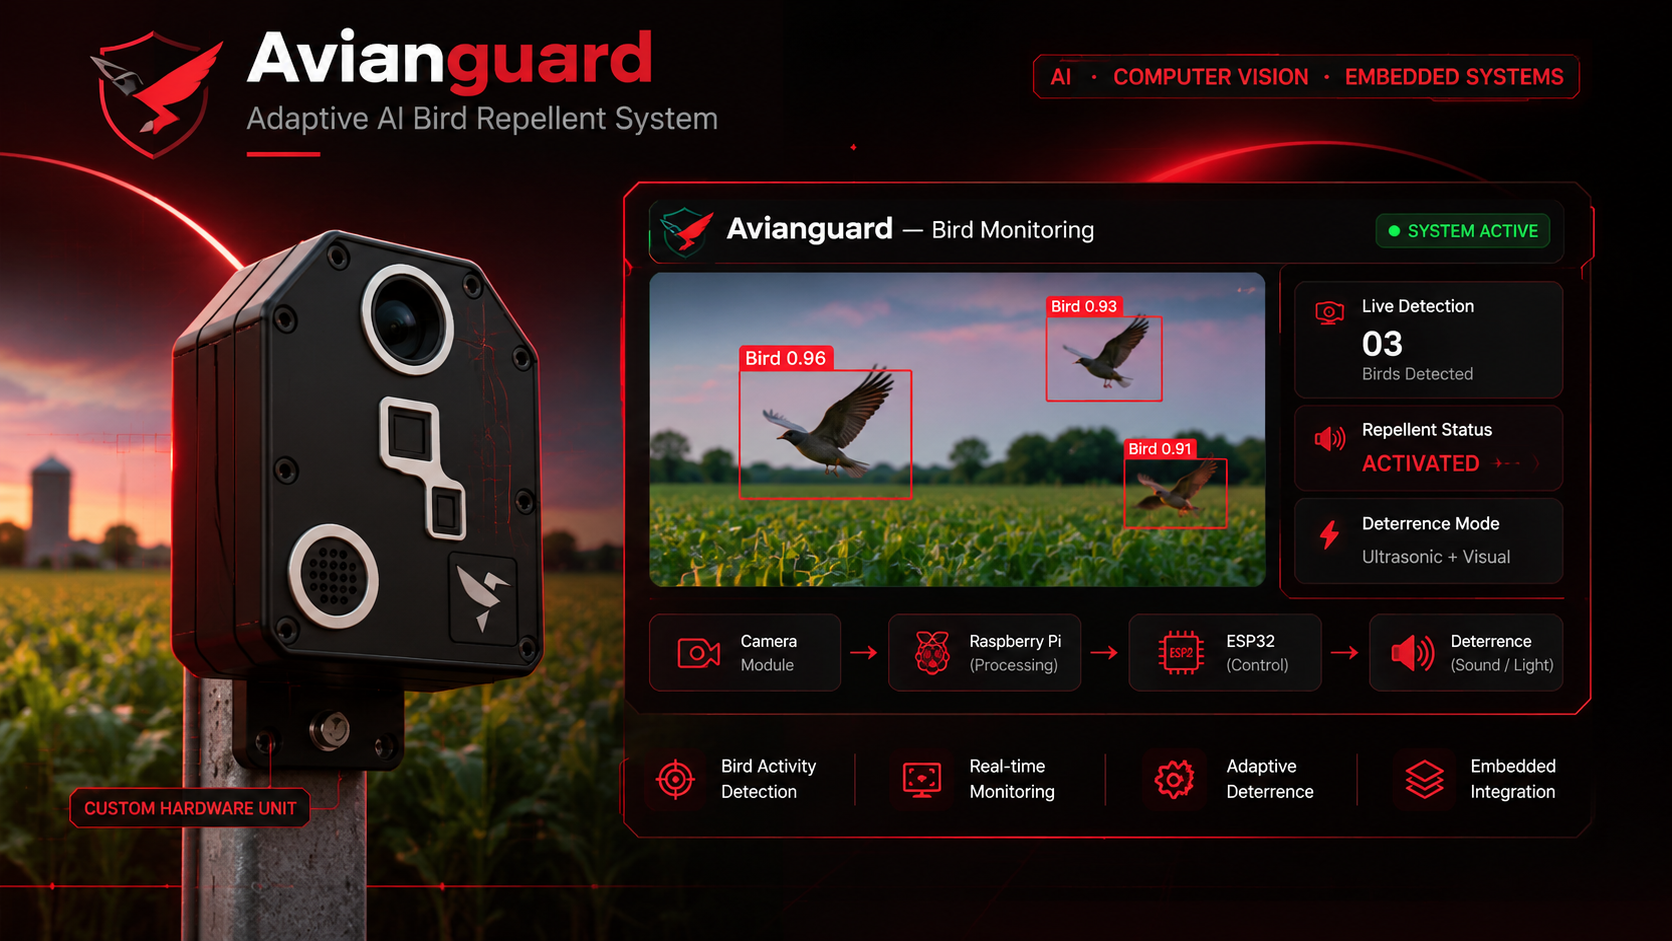 Avianguard
Adaptive AI Bird Repellent System
AI · COMPUTER VISION · EMBEDDED SYSTEMS
Avianguard — Bird Monitoring
SYSTEM ACTIVE
Bird 0.96
Bird 0.93
Bird 0.91
Live Detection
03
Birds Detected
Repellent Status
ACTIVATED
Deterrence Mode
Ultrasonic + Visual
Camera
Module
Raspberry Pi
(Processing)
ESP2
ESP32
(Control)
Deterrence
(Sound / Light)
CUSTOM HARDWARE UNIT
Bird Activity
Detection
Real-time
Monitoring
Adaptive
Deterrence
Embedded
Integration